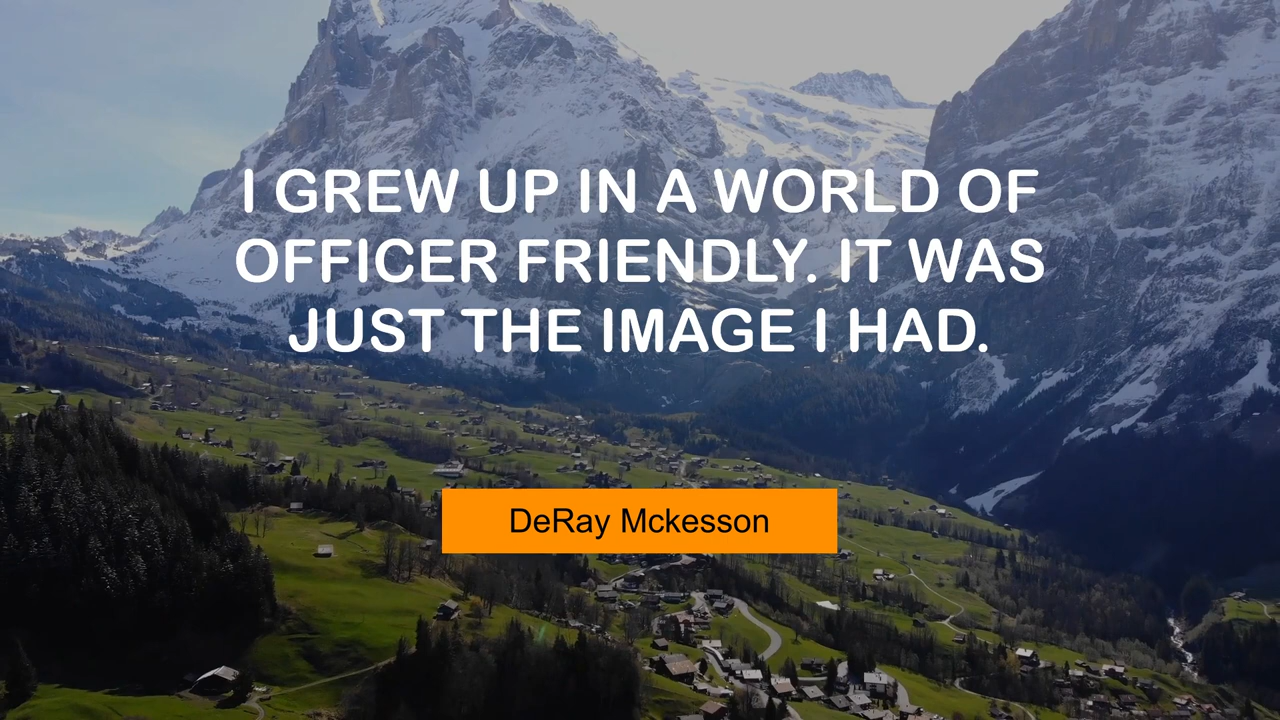 I GREW UP IN A WORLD OF
OFFICER FRIENDLY. IT WAS
JUST THE IMAGE I HAD.
DeRay Mckesson